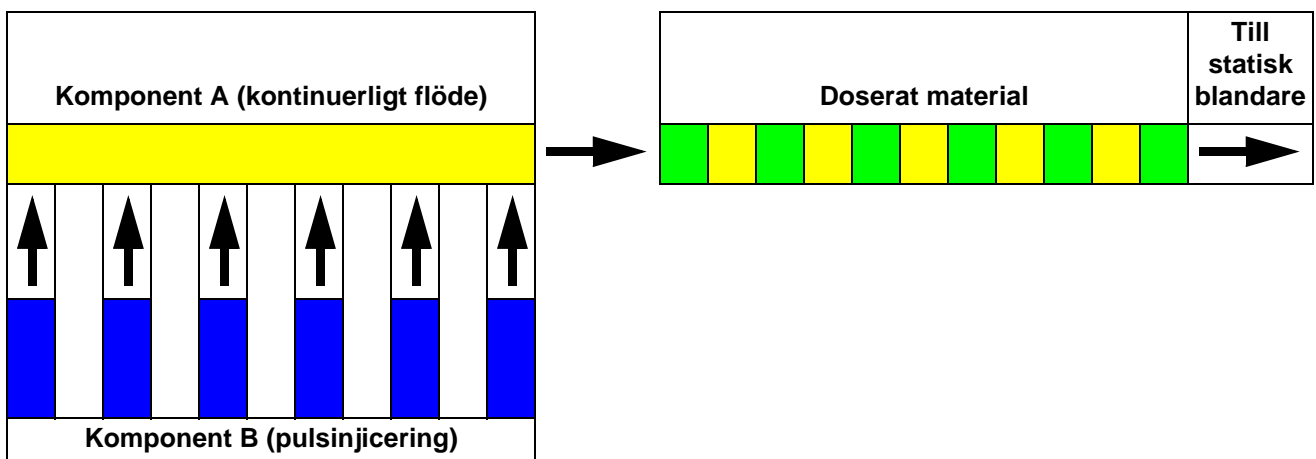 Komponent A (kontinuerligt flöde)
Komponent B (pulsinjicering)
Doserat material
Till
statisk
blandare